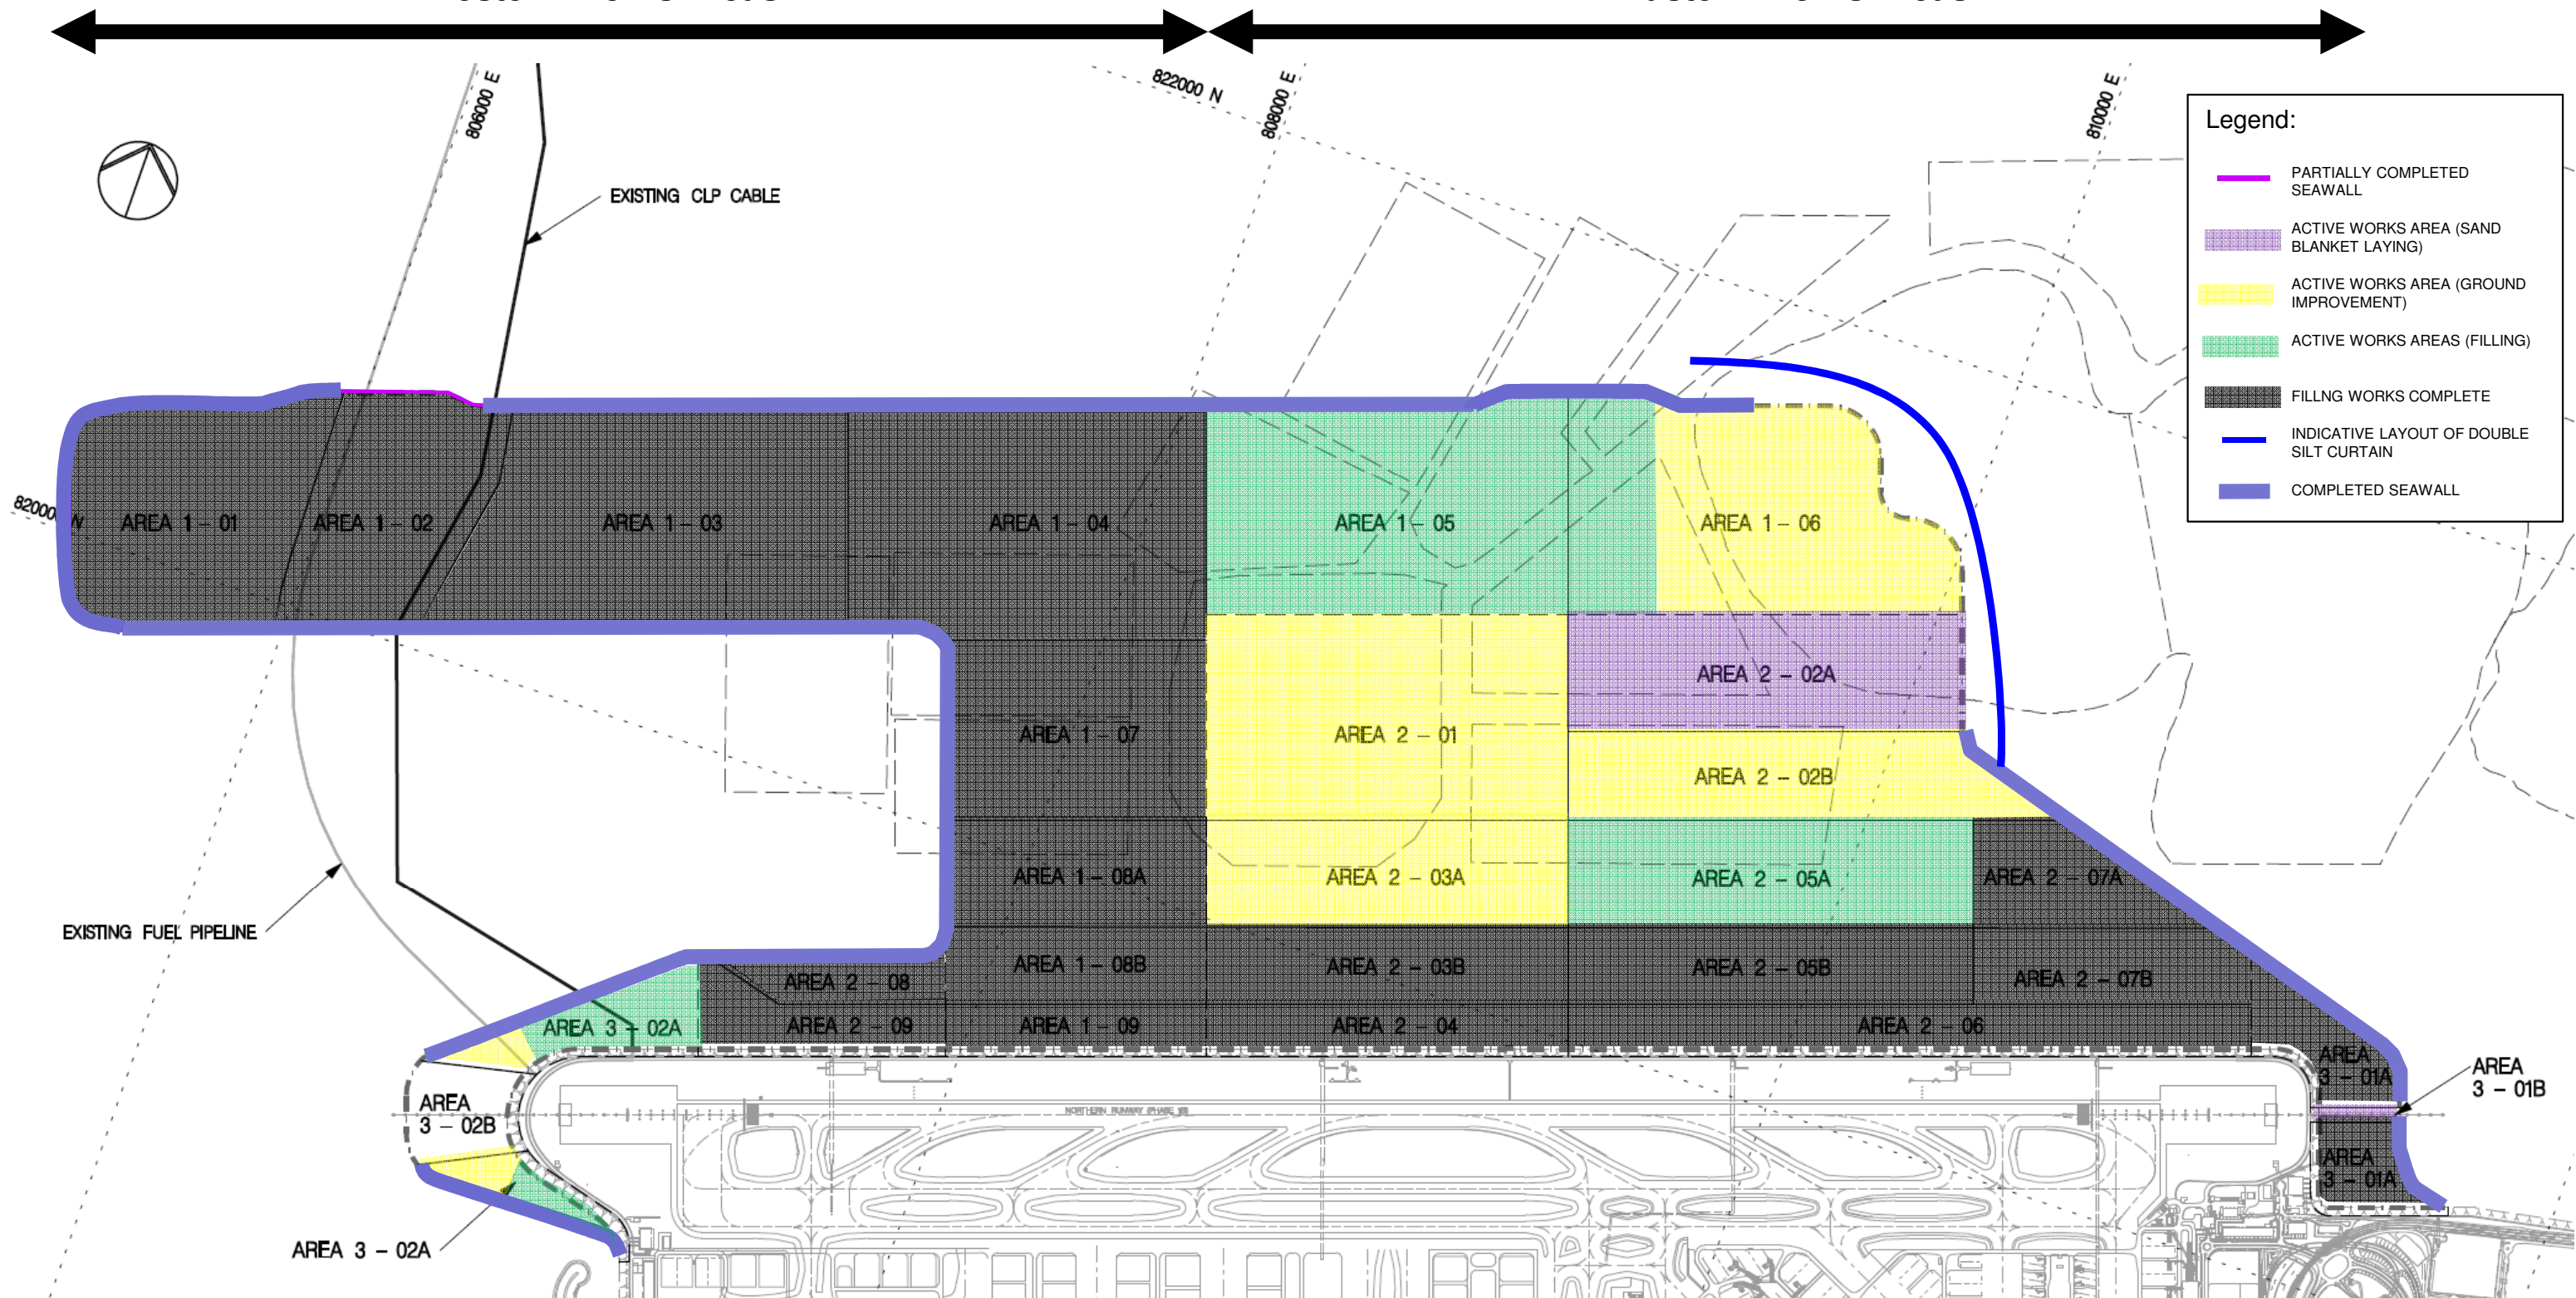 822000 N
806000 E
808000 E
810000 E
Legend:
PARTIALLY COMPLETED
SEAWALL
ACTIVE WORKS AREA (SAND
BLANKET LAYING)
ACTIVE WORKS AREA (GROUND
IMPROVEMENT)
ACTIVE WORKS AREAS (FILLING)
FILLNG WORKS COMPLETE
INDICATIVE LAYOUT OF DOUBLE
SILT CURTAIN
COMPLETED SEAWALL
EXISTING CLP CABLE
820000 N
AREA 1 - 01
AREA 1 - 02
AREA 1 - 03
AREA 1 - 04
AREA 1 - 05
AREA 1 - 06
AREA 2 - 02A
AREA 1 - 07
AREA 2 - 01
AREA 2 - 02B
AREA 1 - 08A
AREA 2 - 03A
AREA 2 - 05A
AREA 2 - 07A
EXISTING FUEL PIPELINE
AREA 1 - 08B
AREA 2 - 03B
AREA 2 - 05B
AREA 2 - 07B
AREA 2 - 08
AREA 3 - 02A
AREA 2 - 09
AREA 1 - 09
AREA 2 - 04
AREA 2 - 06
AREA
3 - 01A
AREA
3 - 01B
AREA
3 - 02B
NORTHERN RUNWAY
AREA
3 - 01A
AREA 3 - 02A